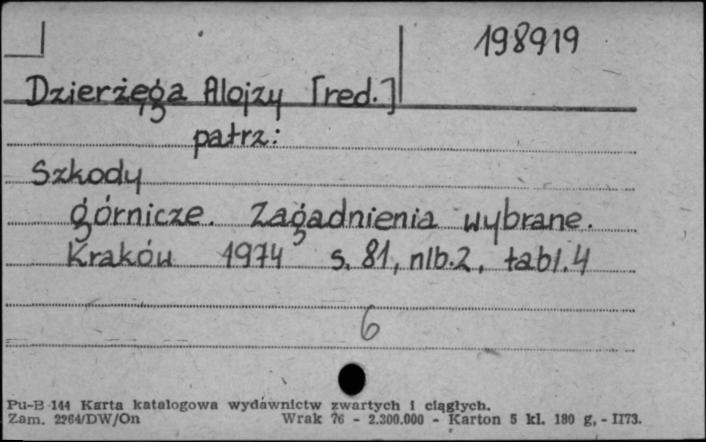 198919
Dzierżęga Alojzy [red.]
patrz:
Szkody
górnicze. Zagadnienia wybrane.
Kraków 1974 s. 81, nlb.2, tabl.4
6
Pu-B-144 Karta katalogowa wydawnictw zwartych i ciągłych.
Zam. 2264/DW/On Wrak 76 - 2.300.000 - Karton 5 kl. 180 g, - II73.